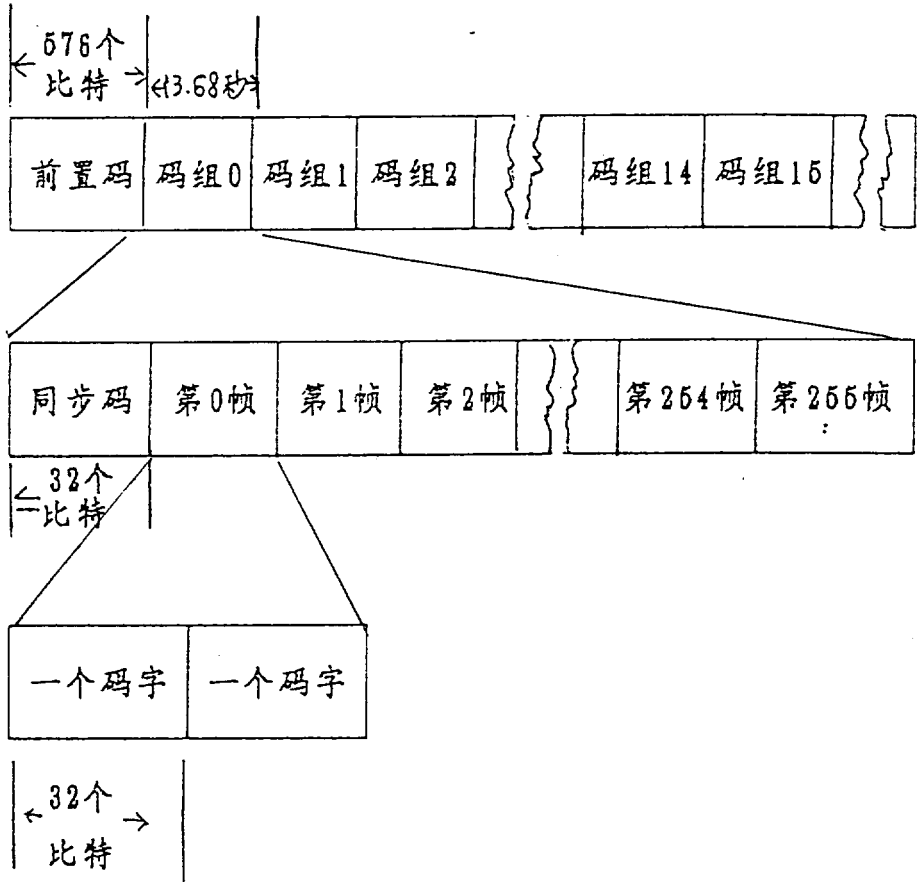 576个
比特
13.68秒
前置码 码组0 码组1 码组2 码组14 码组15
同步码 第0帧 第1帧 第2帧 第254帧 第255帧
32个
比特
一个码字 一个码字
32个
比特